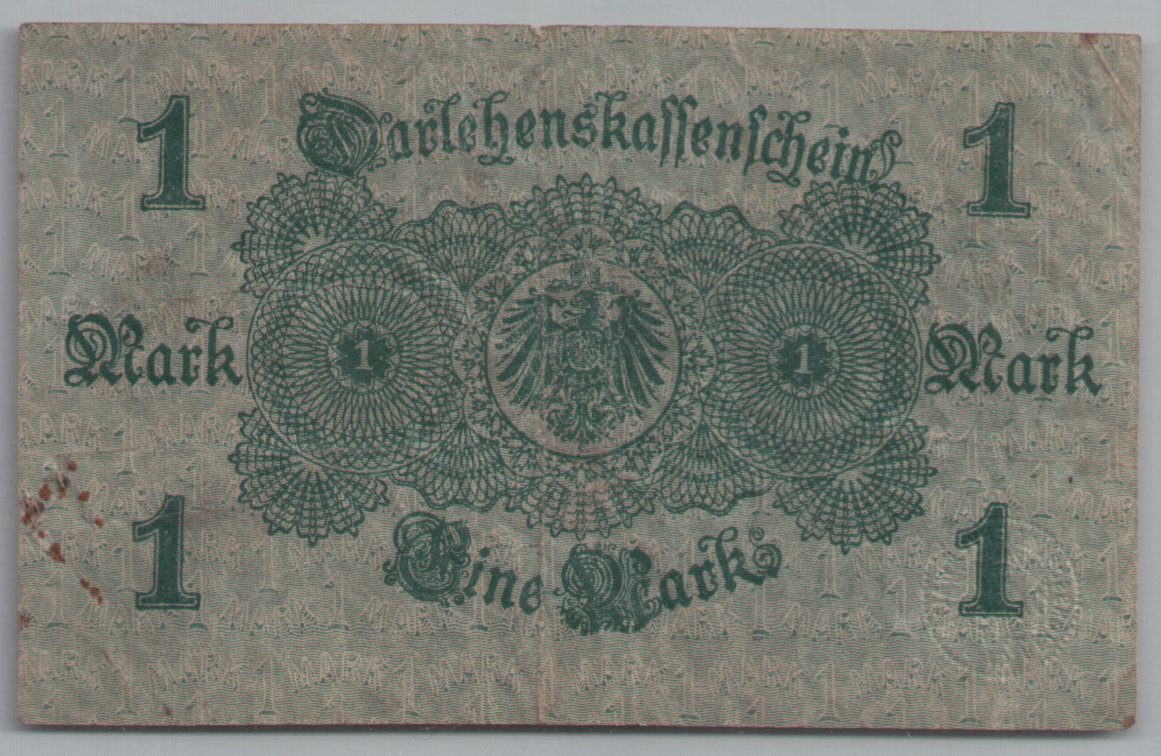 1 Darlehenskassenschein 1
Mark 1 1 Mark
1 Eine Mark 1